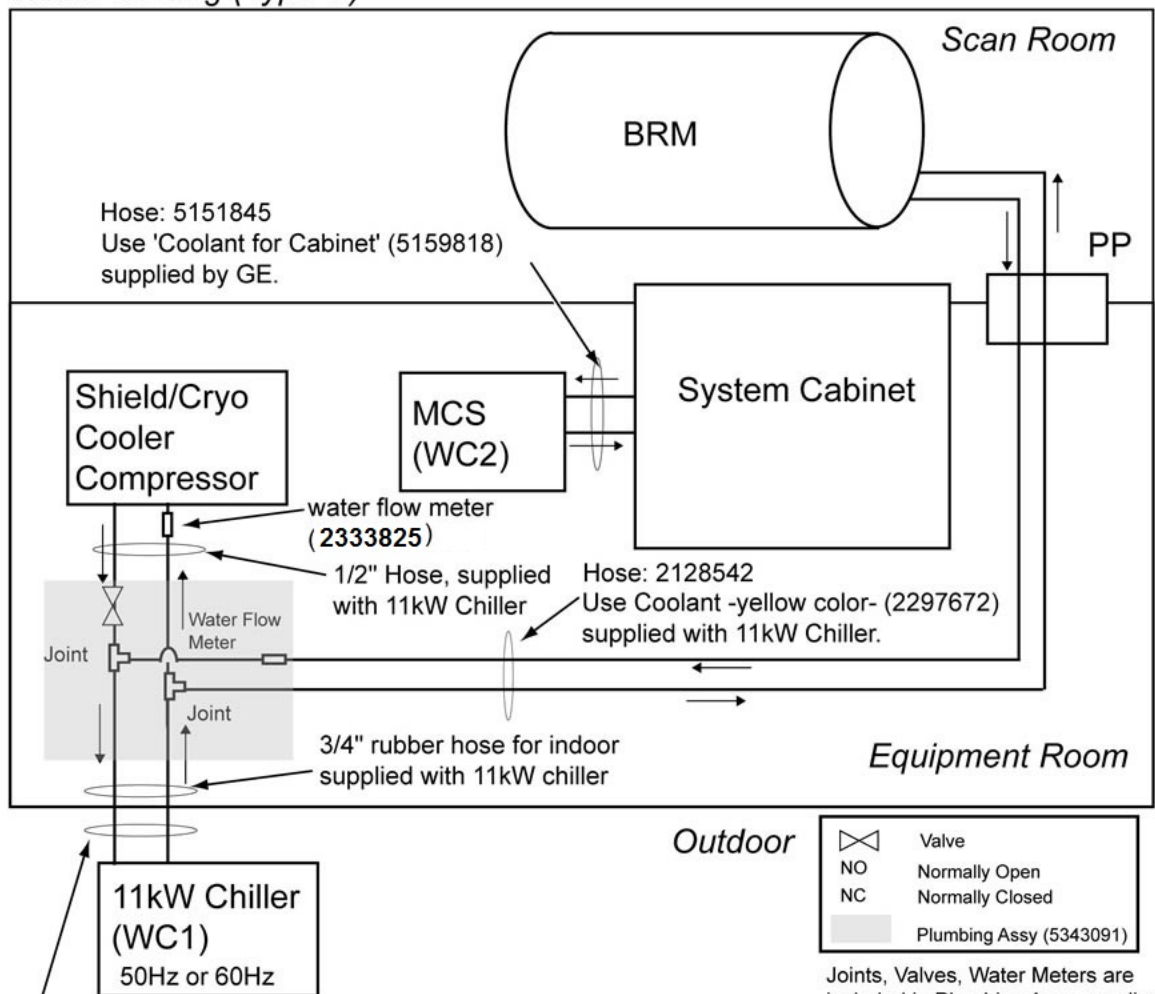 Scan Room
BRM
Hose: 5151845
Use 'Coolant for Cabinet' (5159818)
supplied by GE.
PP
System Cabinet
Shield/Cryo
Cooler
Compressor
MCS
(WC2)
water flow meter
(2333825)
1/2" Hose, supplied
with 11kW Chiller
Hose: 2128542
Use Coolant -yellow color- (2297672)
supplied with 11kW Chiller.
Water Flow
Meter
Joint
Joint
3/4" rubber hose for indoor
supplied with 11kW chiller
Equipment Room
Outdoor
11kW Chiller
(WC1)
50Hz or 60Hz
Valve
NO Normally Open
NC Normally Closed
Plumbing Assy (5343091)
Joints, Valves, Water Meters are